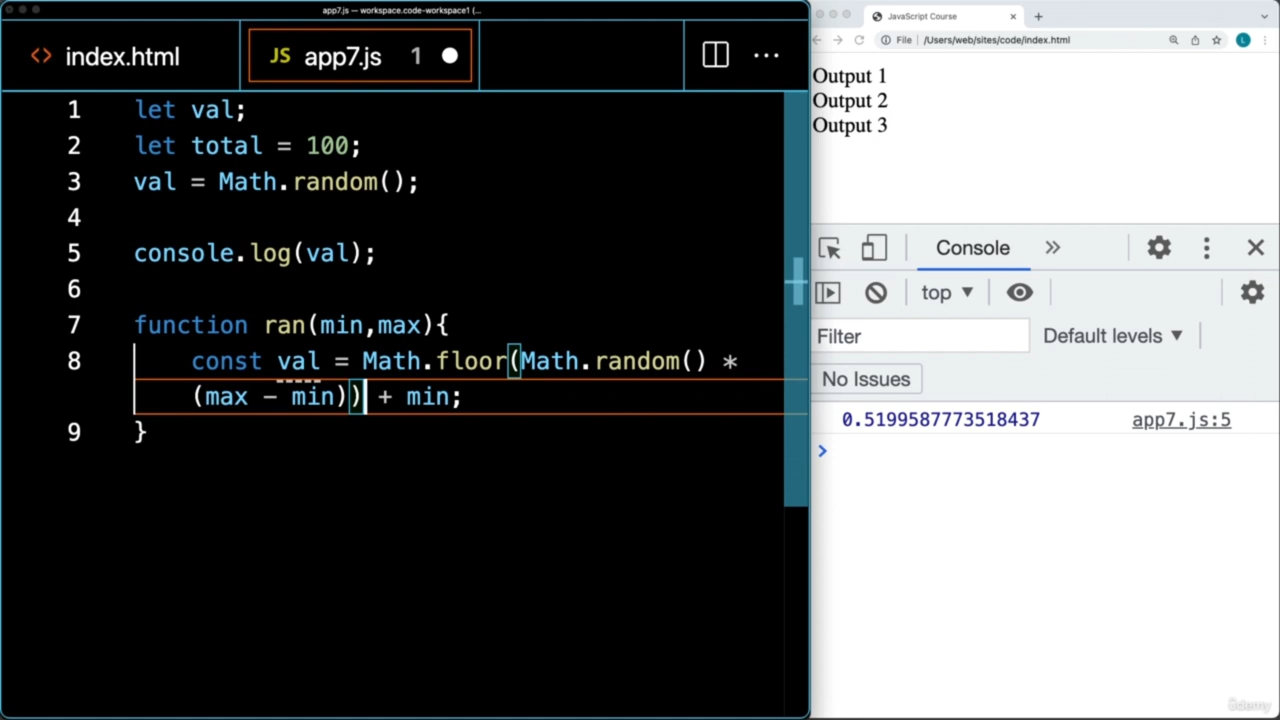 app7.js — workspace.code-workspace1 (...
<> index.html
JS app7.js 1
1 let val;
2 let total = 100;
3 val = Math.random();
4
5 console.log(val);
6
7 function ran(min,max){
8 const val = Math.floor(Math.random() *
(max - min)) + min;
9 }
JavaScript Course
File /Users/web/sites/code/index.html
L
Output 1
Output 2
Output 3
Console
top
Filter
Default levels
No Issues
0.5199587773518437 app7.js:5
ûdemy